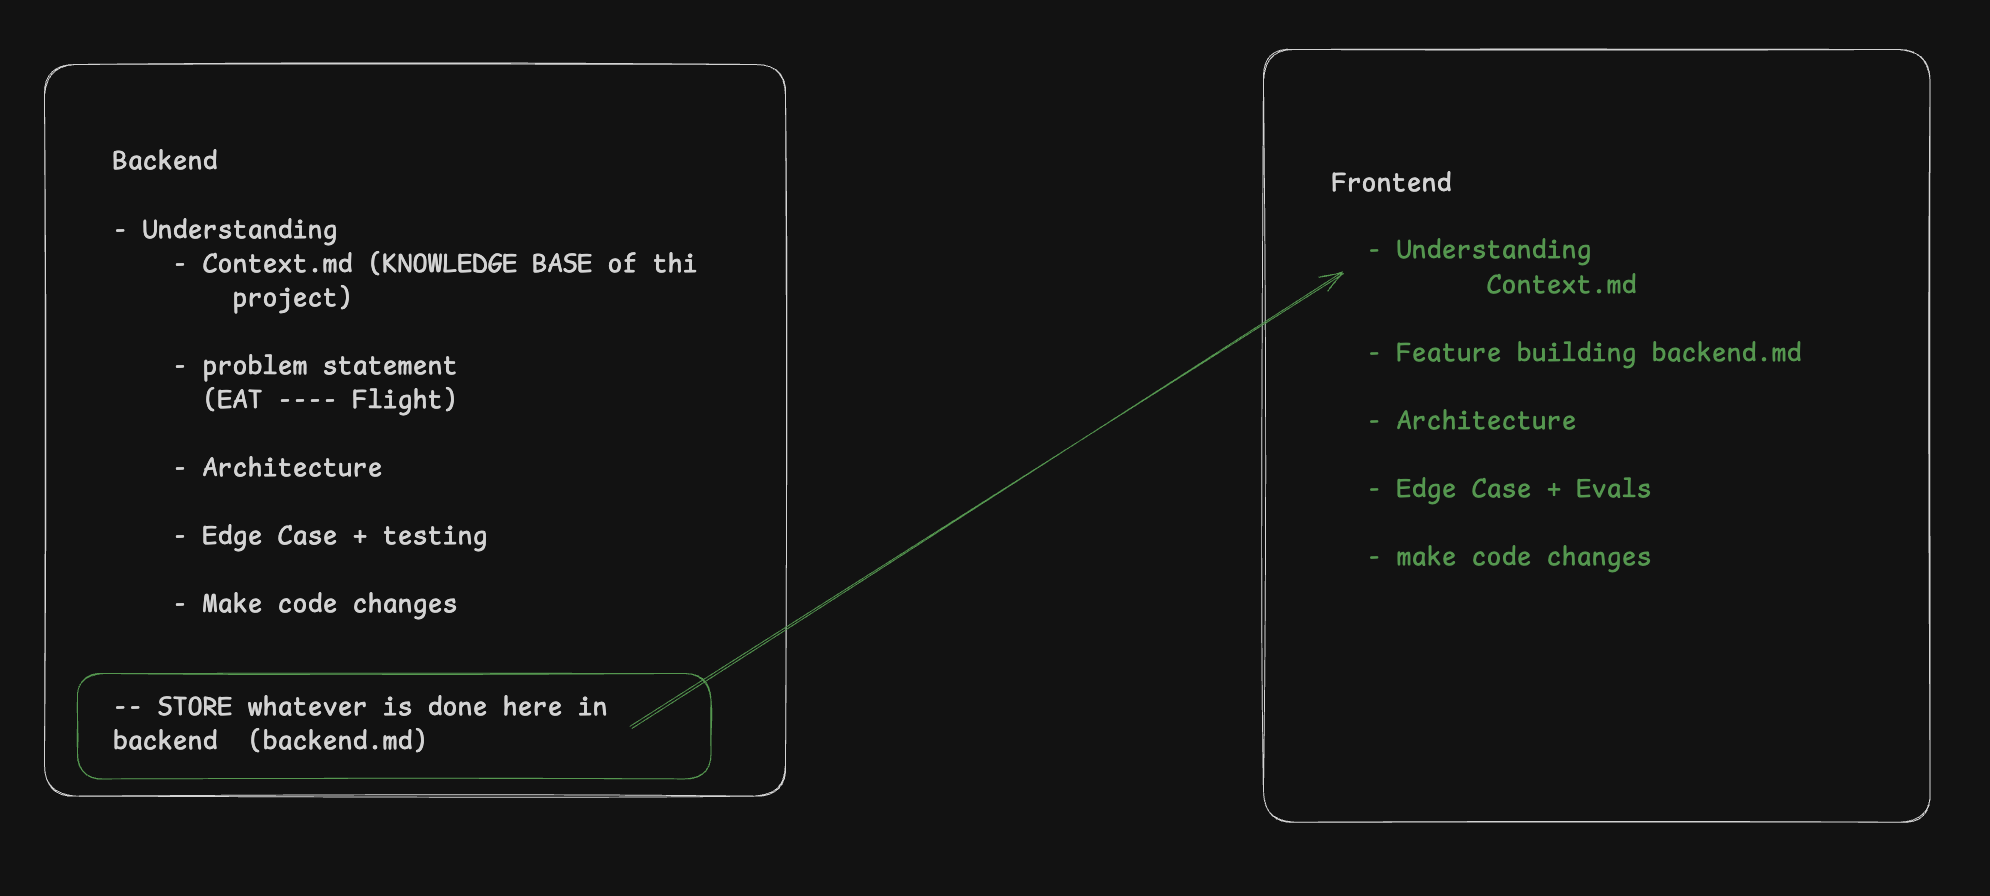 Backend
- Understanding
- Context.md (KNOWLEDGE BASE of thi
project)
- problem statement
(EAT ---- Flight)
- Architecture
- Edge Case + testing
- Make code changes
-- STORE whatever is done here in
backend  (backend.md)
Frontend
- Understanding
Context.md
- Feature building backend.md
- Architecture
- Edge Case + Evals
- make code changes